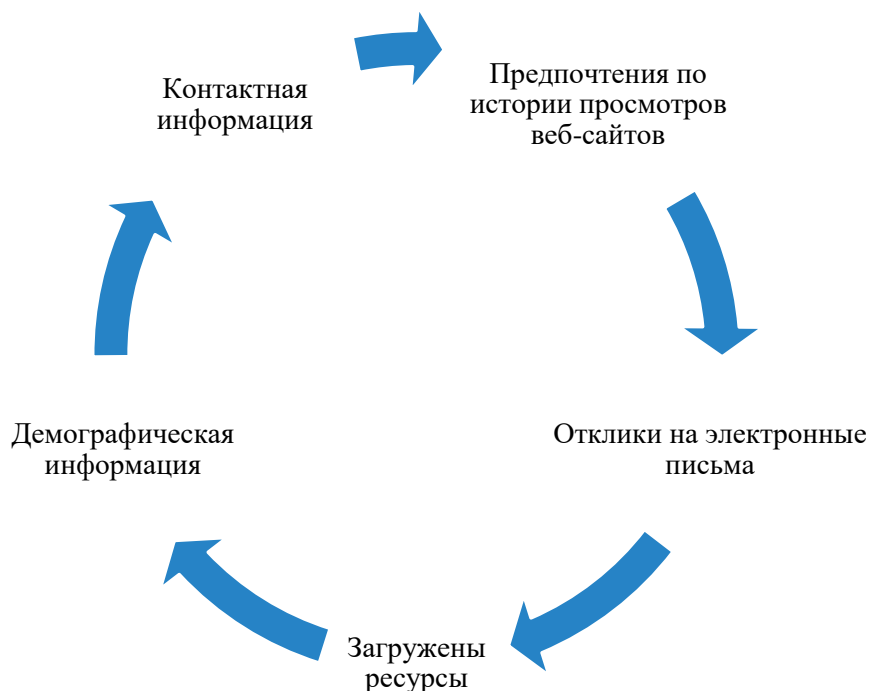 Контактная
информация
Предпочтения по
истории просмотров
веб-сайтов
Отклики на электронные
письма
Загружены
ресурсы
Демографическая
информация